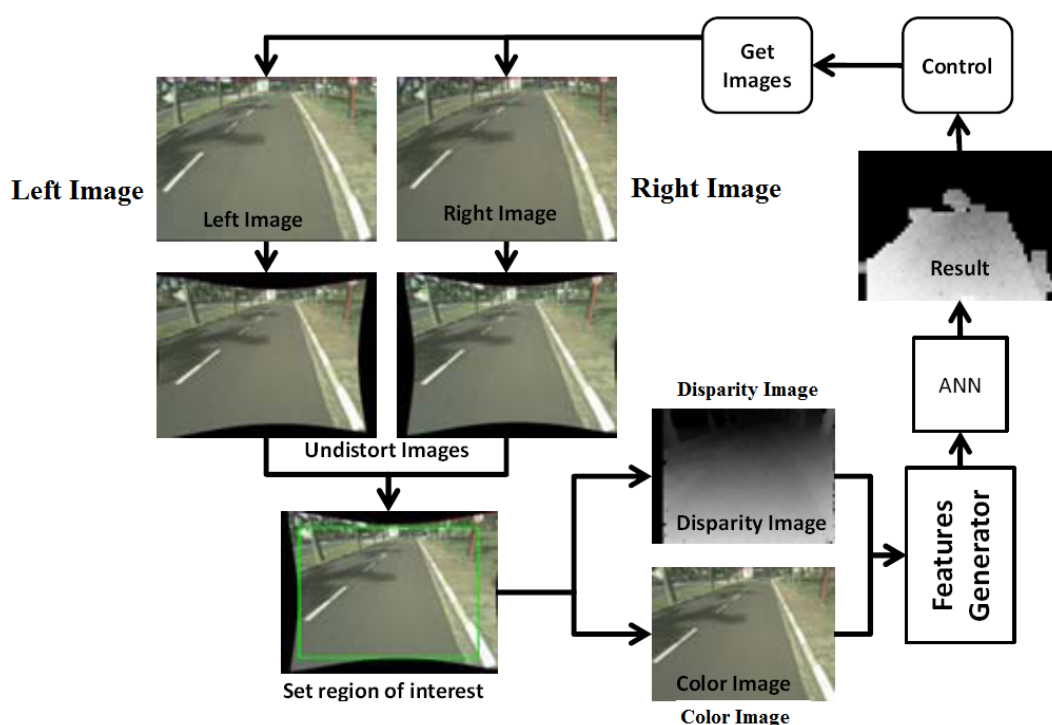 Get
Images
Control
Left Image
Left Image
Right Image
Right Image
Result
Undistort Images
Disparity Image
Disparity Image
ANN
Features
Generator
Set region of interest
Color Image
Color Image